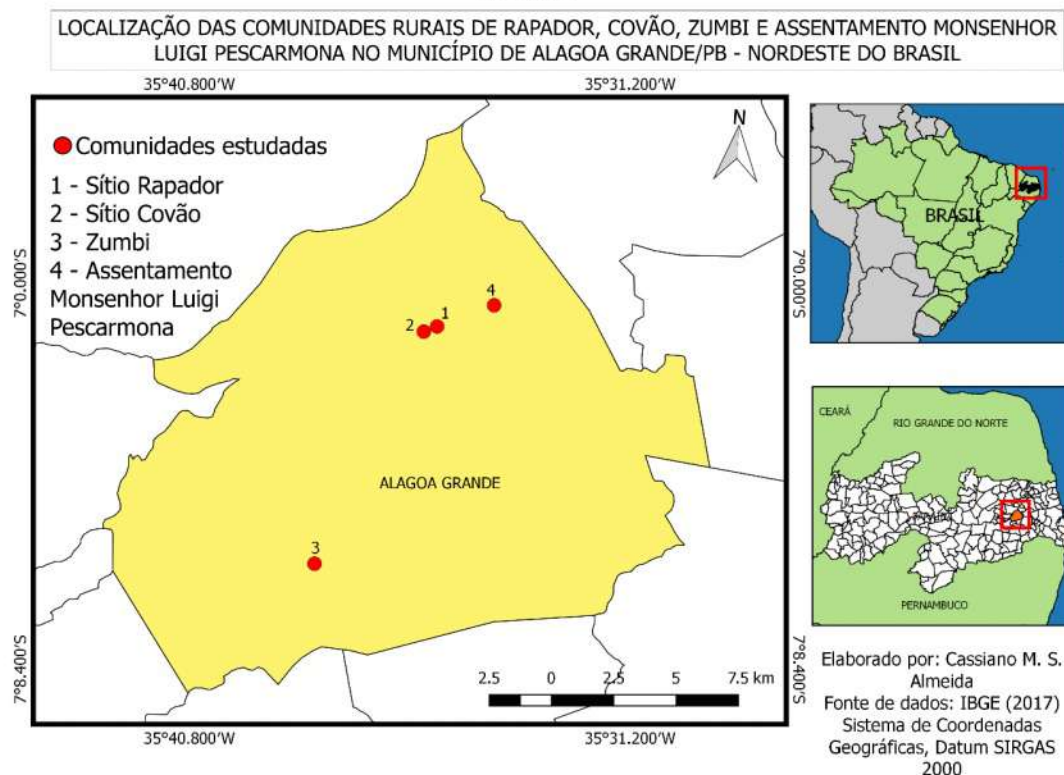 LOCALIZAÇÃO DAS COMUNIDADES RURAIS DE RAPADOR, COVÃO, ZUMBI E ASSENTAMENTO MONSENHOR
LUIGI PESCARMONA NO MUNICÍPIO DE ALAGOA GRANDE/PB - NORDESTE DO BRASIL
35°40.800'W
35°31.200'W
N
Comunidades estudadas
1 - Sítio Rapador
2 - Sítio Covão
3 - Zumbi
4 - Assentamento
Monsenhor Luigi
Pescarmona
7°0.000'S
7°0.000'S
4
2
1
ALAGOA GRANDE
3
7°8.400'S
7°8.400'S
2.5 0 2.5 5 7.5 km
35°40.800'W
35°31.200'W
BRASIL
CEARÁ
RIO GRANDE DO NORTE
PERNAMBUCO
Elaborado por: Cassiano M. S.
Almeida
Fonte de dados: IBGE (2017)
Sistema de Coordenadas
Geográficas, Datum SIRGAS
2000